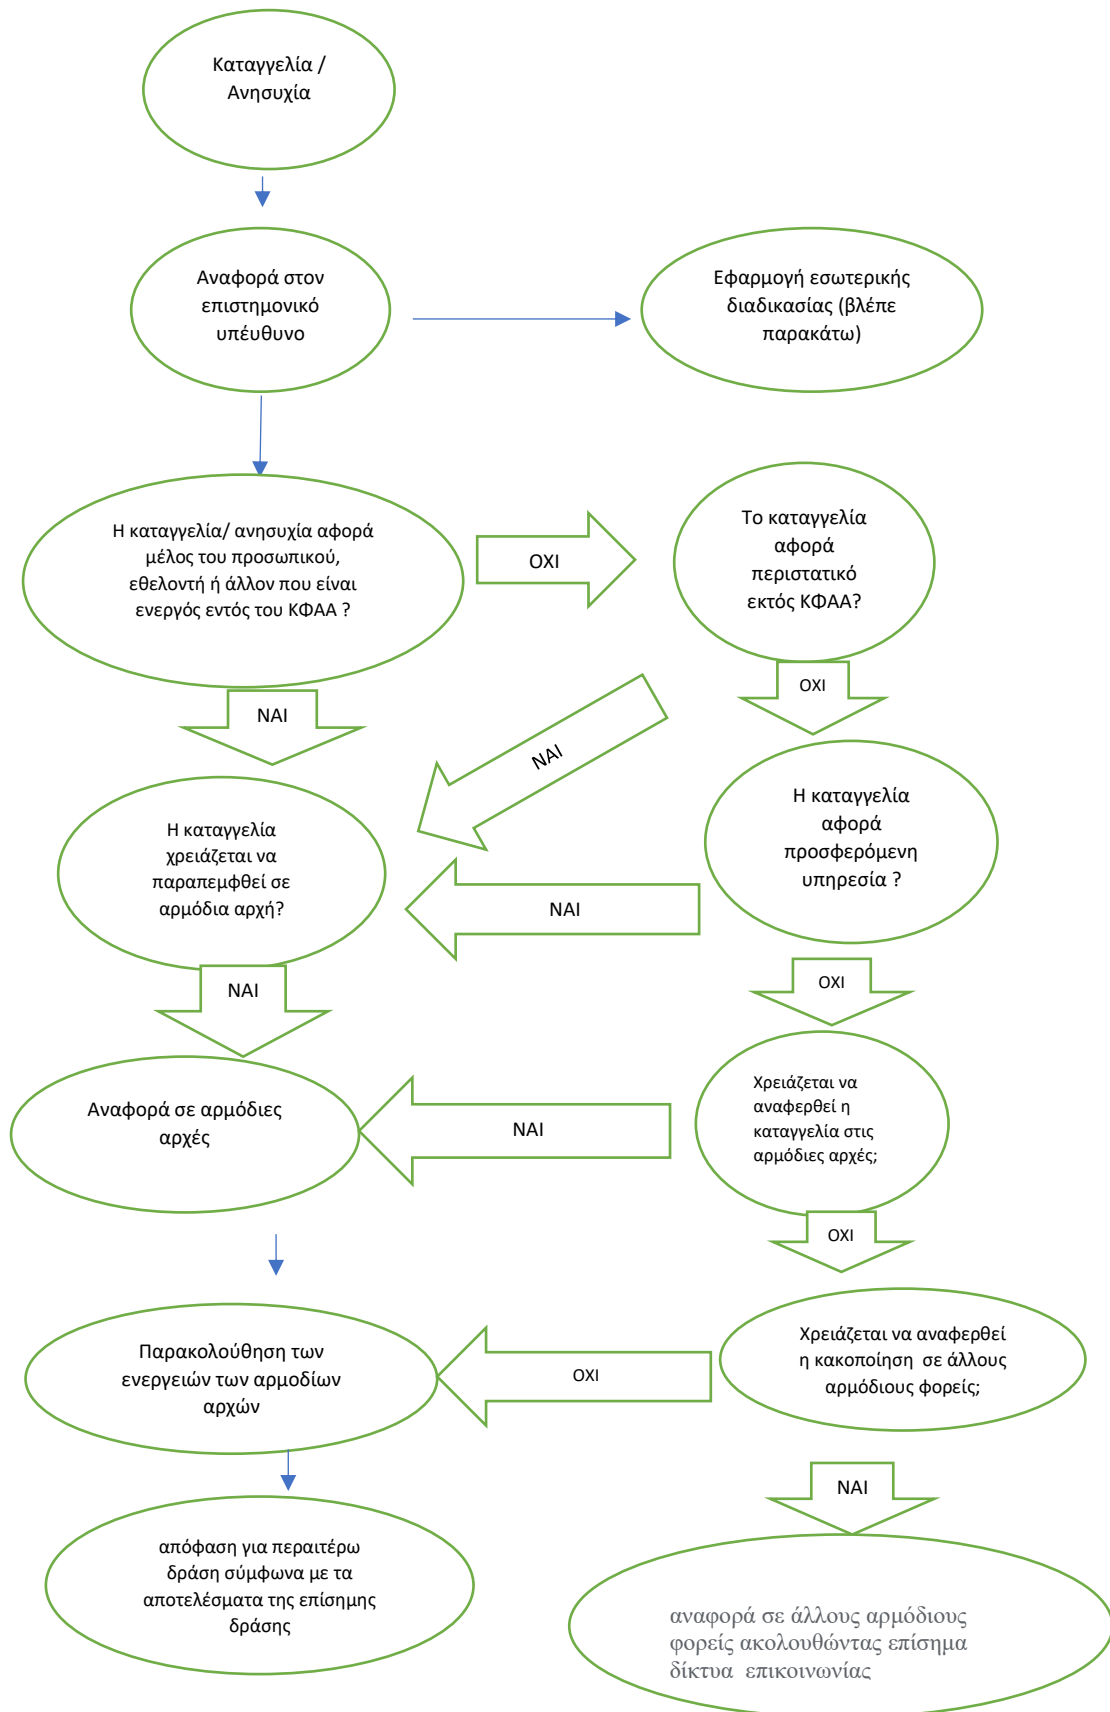 Καταγγελία /
Ανησυχία
Αναφορά στον
επιστημονικό
υπέυθυνο
Εφαρμογή εσωτερικής
διαδικασίας (βλέπε
παρακάτω)
Η καταγγελία/ ανησυχία αφορά
μέλος του προσωπικού,
εθελοντή ή άλλον που είναι
ενεργός εντός του ΚΦΑΑ ?
ΟΧΙ
Το καταγγελία
αφορά
περιστατικό
εκτός ΚΦΑΑ?
ΝΑΙ
ΝΑΙ
ΟΧΙ
Η καταγγελία
χρειάζεται να
παραπεμφθεί σε
αρμόδια αρχή?
ΝΑΙ
Η καταγγελία
αφορά
προσφερόμενη
υπηρεσία ?
ΝΑΙ
ΟΧΙ
Αναφορά σε αρμόδιες
αρχές
ΝΑΙ
Χρειάζεται να
αναφερθεί η
καταγγελία στις
αρμόδιες αρχές;
ΟΧΙ
Παρακολούθηση των
ενεργειών των αρμοδίων
αρχών
ΟΧΙ
Χρειάζεται να αναφερθεί
η κακοποίηση σε άλλους
αρμόδιους φορείς;
ΝΑΙ
απόφαση για περαιτέρω
δράση σύμφωνα με τα
αποτελέσματα της επίσημης
δράσης
αναφορά σε άλλους αρμόδιους
φορείς ακολουθώντας επίσημα
δίκτυα επικοινωνίας